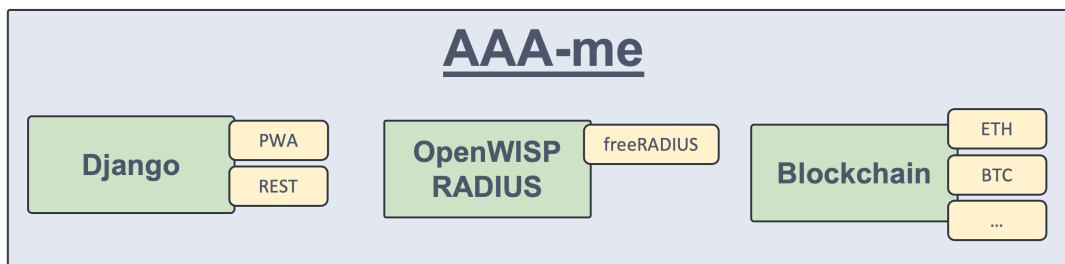 AAA-me
Django
PWA
REST
OpenWISP
RADIUS
freeRADIUS
Blockchain
ETH
BTC
...